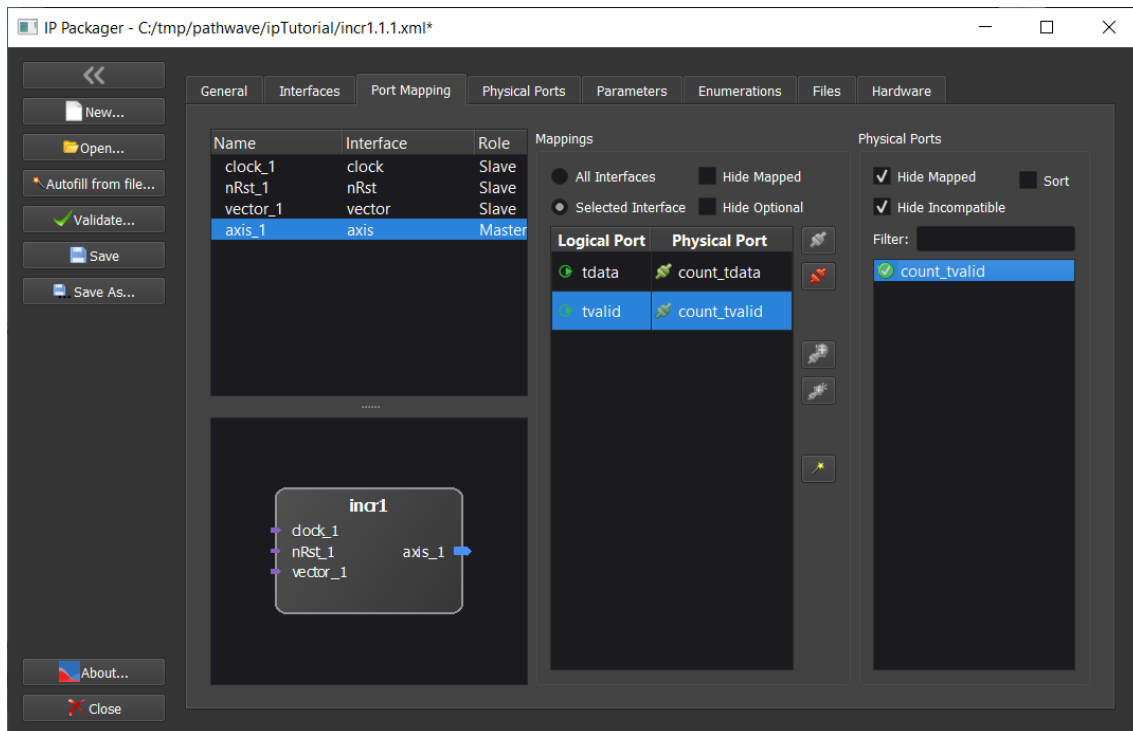 IP Packager - C:/tmp/pathwave/ipTutorial/incr1.1.1.xml*
New...
Open...
Autofill from file...
Validate...
Save
Save As...
About...
Close
General Interfaces Port Mapping Physical Ports Parameters Enumerations Files Hardware
Name Interface Role
clock_1 clock Slave
nRst_1 nRst Slave
vector_1 vector Slave
axis_1 axis Master
incr1
clock_1
nRst_1 axis_1
vector_1
Mappings
All Interfaces Hide Mapped
Selected Interface Hide Optional
Logical Port Physical Port
tdata count_tdata
tvalid count_tvalid
Physical Ports
Hide Mapped Sort
Hide Incompatible
Filter:
count_tvalid